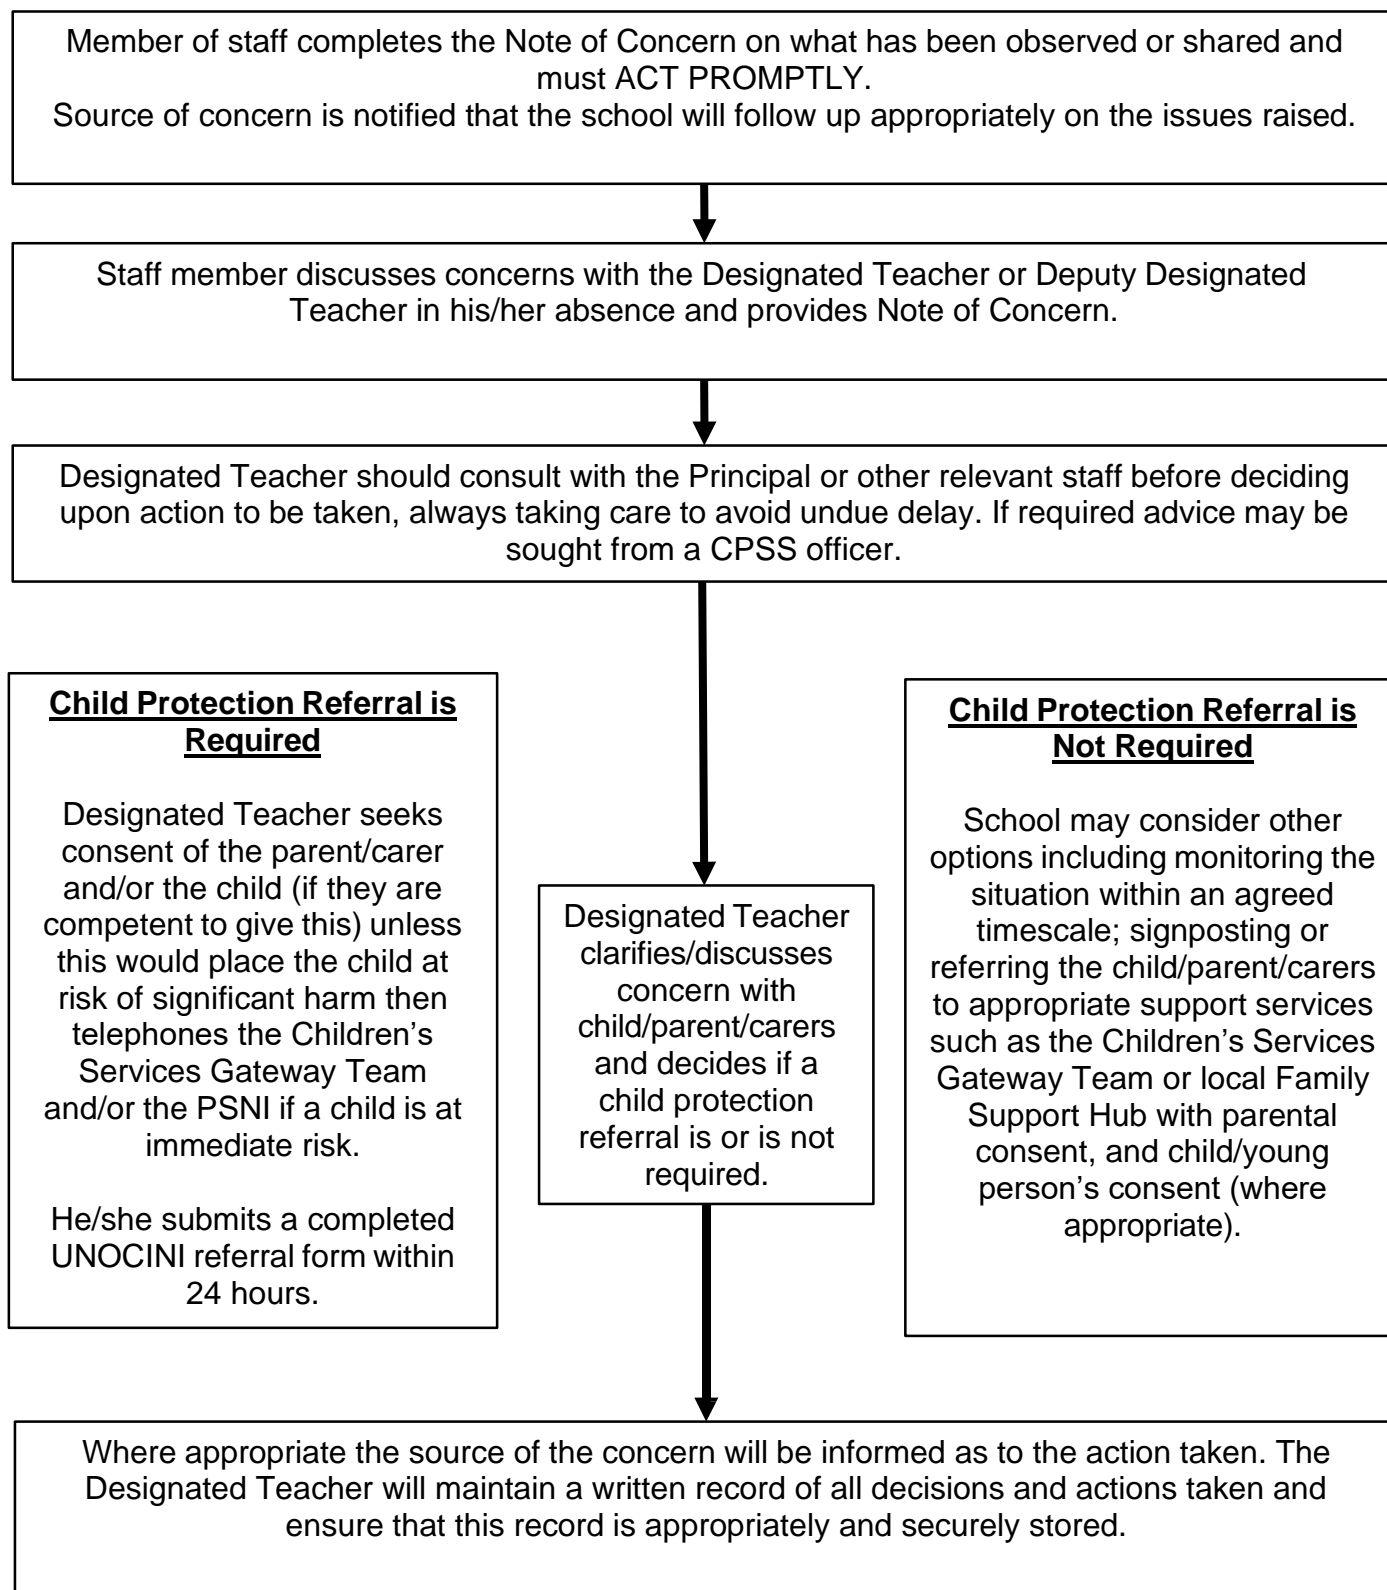 Member of staff completes the Note of Concern on what has been observed or shared and
must ACT PROMPTLY.
Source of concern is notified that the school will follow up appropriately on the issues raised.
Staff member discusses concerns with the Designated Teacher or Deputy Designated
Teacher in his/her absence and provides Note of Concern.
Designated Teacher should consult with the Principal or other relevant staff before deciding
upon action to be taken, always taking care to avoid undue delay. If required advice may be
sought from a CPSS officer.
Child Protection Referral is
Required
Designated Teacher seeks
consent of the parent/carer
and/or the child (if they are
competent to give this) unless
this would place the child at
risk of significant harm then
telephones the Children’s
Services Gateway Team
and/or the PSNI if a child is at
immediate risk.
He/she submits a completed
UNOCINI referral form within
24 hours.
Designated Teacher
clarifies/discusses
concern with
child/parent/carers
and decides if a
child protection
referral is or is not
required.
Child Protection Referral is
Not Required
School may consider other
options including monitoring the
situation within an agreed
timescale; signposting or
referring the child/parent/carers
to appropriate support services
such as the Children’s Services
Gateway Team or local Family
Support Hub with parental
consent, and child/young
person’s consent (where
appropriate).
Where appropriate the source of the concern will be informed as to the action taken. The
Designated Teacher will maintain a written record of all decisions and actions taken and
ensure that this record is appropriately and securely stored.